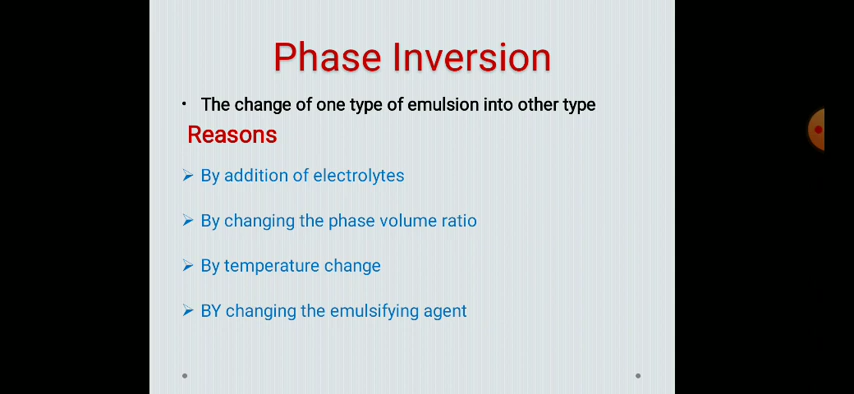 Phase Inversion
• The change of one type of emulsion into other type
Reasons
➢ By addition of electrolytes
➢ By changing the phase volume ratio
➢ By temperature change
➢ BY changing the emulsifying agent